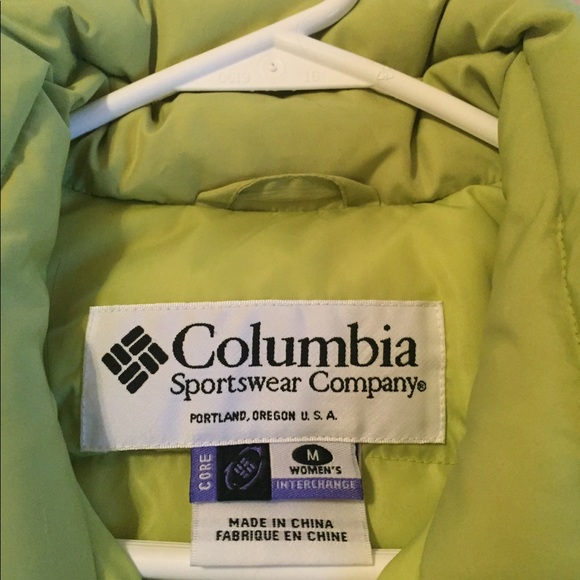 Columbia
Sportswear Company®
PORTLAND, OREGON U.S.A.
CORE
M
WOMEN'S
INTERCHANGE
MADE IN CHINA
FABRIQUE EN CHINE